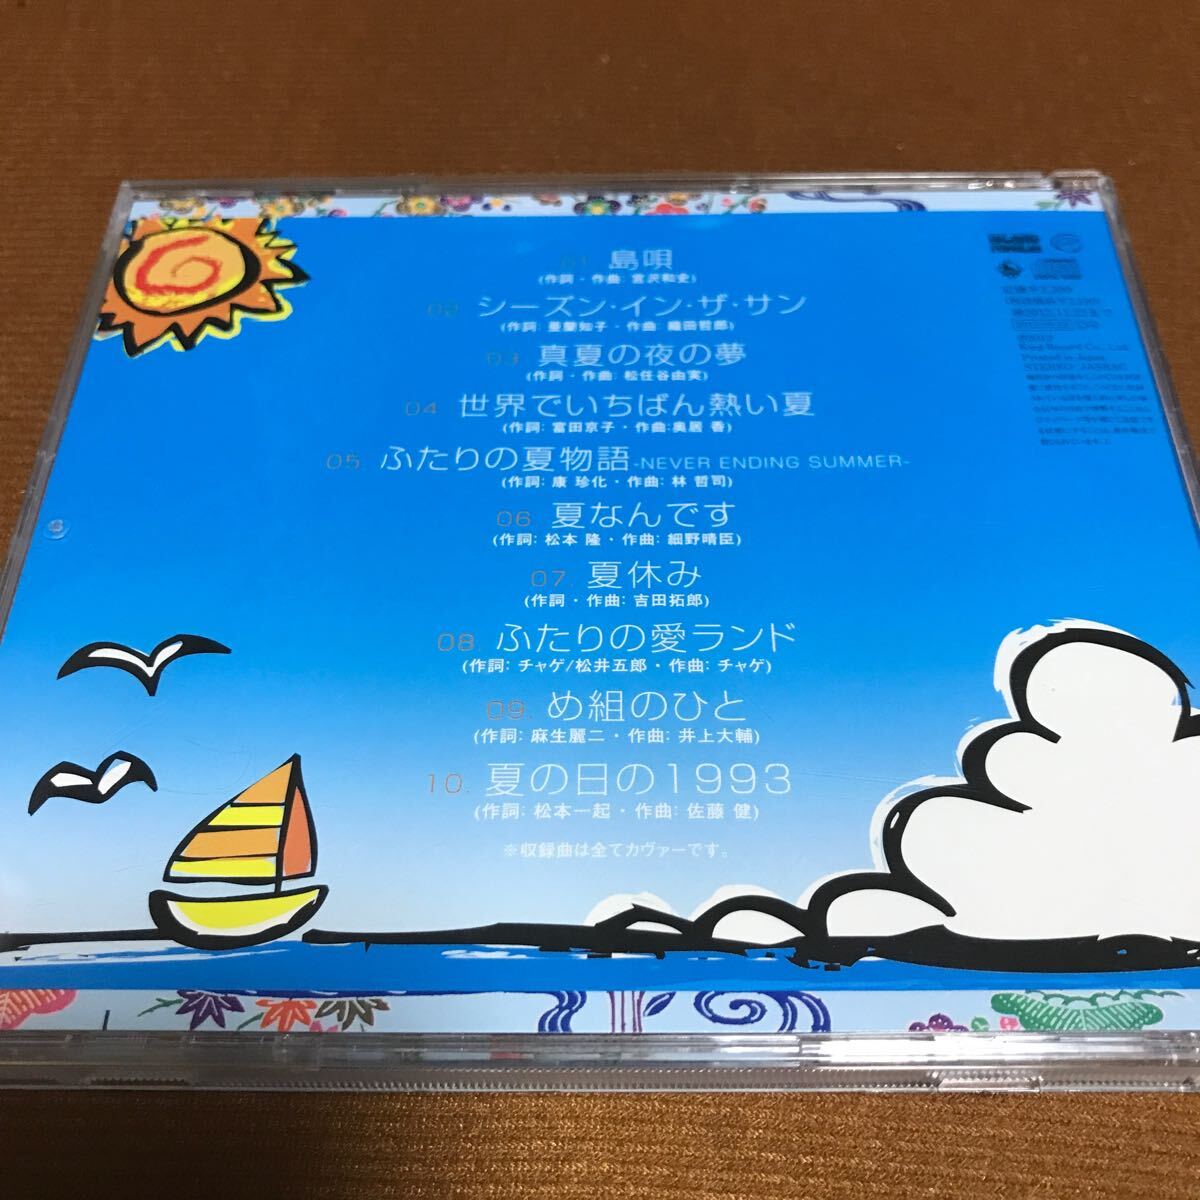 01. 島唄
(作詞・作曲: 宮沢和史)
02. シーズン・イン・ザ・サン
(作詞: 亜蘭知子・作曲: 織田哲郎)
03. 真夏の夜の夢
(作詞・作曲: 松任谷由実)
04. 世界でいちばん熱い夏
(作詞: 富田京子・作曲:奥居 香)
05. ふたりの夏物語-NEVER ENDING SUMMER-
(作詞: 康 珍化・作曲: 林 哲司)
06. 夏なんです
(作詞: 松本 隆・作曲: 細野晴臣)
07. 夏休み
(作詞・作曲: 吉田拓郎)
08. ふたりの愛ランド
(作詞: チャゲ/松井五郎・作曲: チャゲ)
09. め組のひと
(作詞: 麻生麗二・作曲: 井上大輔)
10. 夏の日の1993
(作詞: 松本一起・作曲: 佐藤 健)
※収録曲は全てカヴァーです。
King Record Co., Ltd.
Printed in Japan
STEREO JASRAC